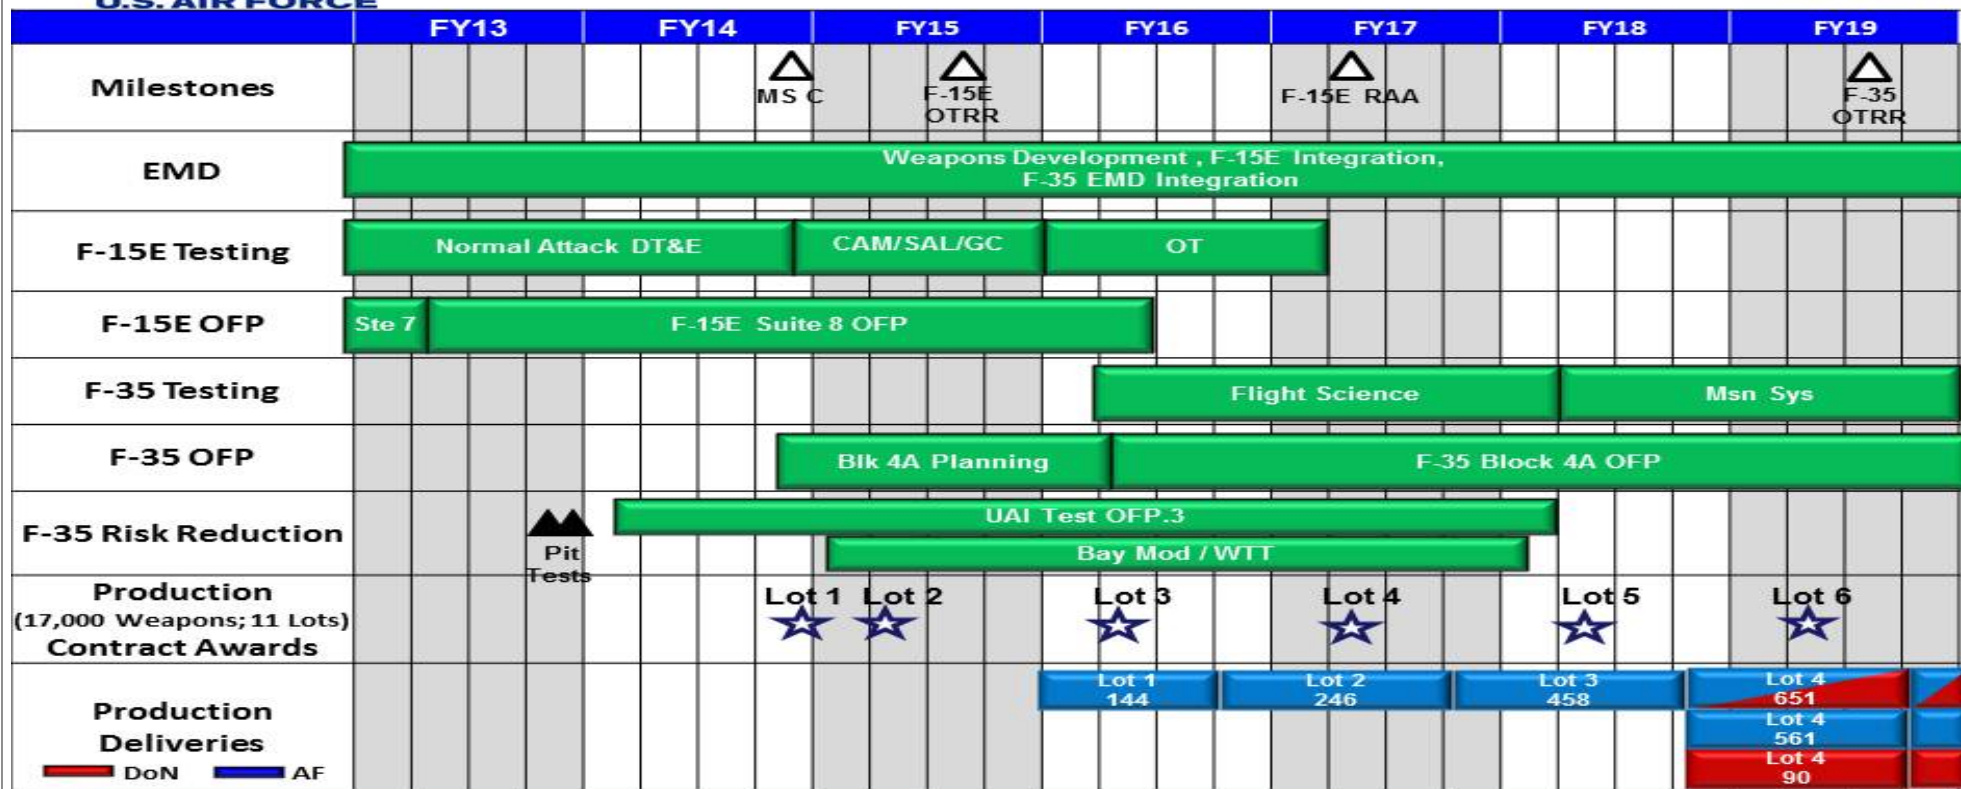 U.S. AIR FORCE
FY13 FY14 FY15 FY16 FY17 FY18 FY19
Milestones
MS C
F-15E
OTRR
F-15E RAA
F-35
OTRR
EMD
Weapons Development , F-15E Integration,
F-35 EMD Integration
F-15E Testing
Normal Attack DT&E
CAM/SAL/GC
OT
F-15E OFP
Ste 7
F-15E Suite 8 OFP
F-35 Testing
Flight Science
Msn Sys
F-35 OFP
Blk 4A Planning
F-35 Block 4A OFP
F-35 Risk Reduction
Pit
Tests
UAI Test OFP.3
Bay Mod / WTT
Production
(17,000 Weapons; 11 Lots)
Contract Awards
Lot 1 Lot 2 Lot 3 Lot 4 Lot 5 Lot 6
Production
Deliveries
DoN AF
Lot 1
144
Lot 2
246
Lot 3
458
Lot 4
651
Lot 4
561
Lot 4
90